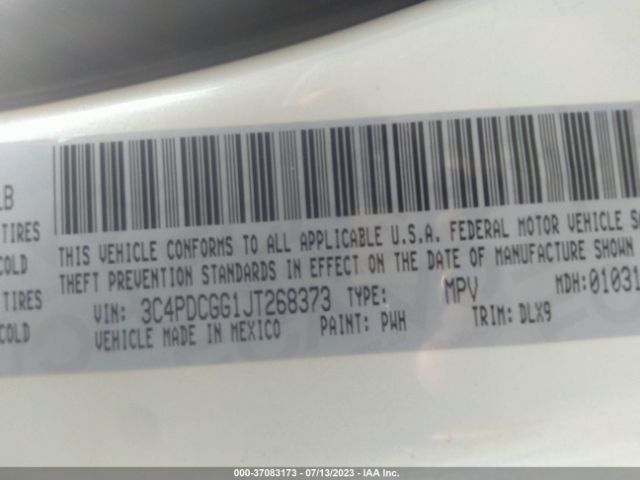 LB
TIRES
COLD
TIRES
COLD
THIS VEHICLE CONFORMS TO ALL APPLICABLE U.S.A. FEDERAL MOTOR VEHICLE
THEFT PREVENTION STANDARDS IN EFFECT ON THE DATE OF MANUFACTURE SHOWN
VIN: 3C4PDCGG1JT268373 TYPE: MPV MDH:01031
VEHICLE MADE IN MEXICO PAINT: PWH TRIM: DLX9
000-37083173 - 07/13/2023 - IAA Inc.